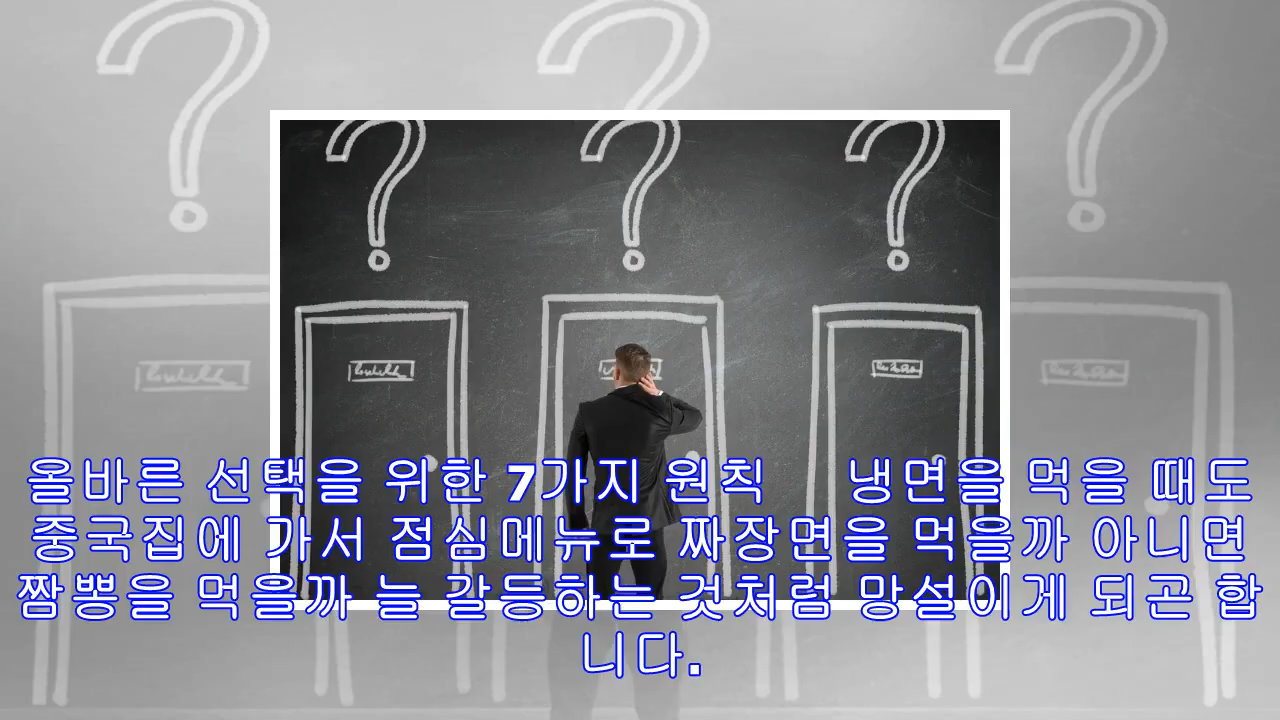 올바른 선택을 위한 7가지 원칙 냉면을 먹을 때도
중국집에 가서 점심메뉴로 짜장면을 먹을까 아니면
짬뽕을 먹을까 늘 갈등하는 것처럼 망설이게 되곤 합
니다.